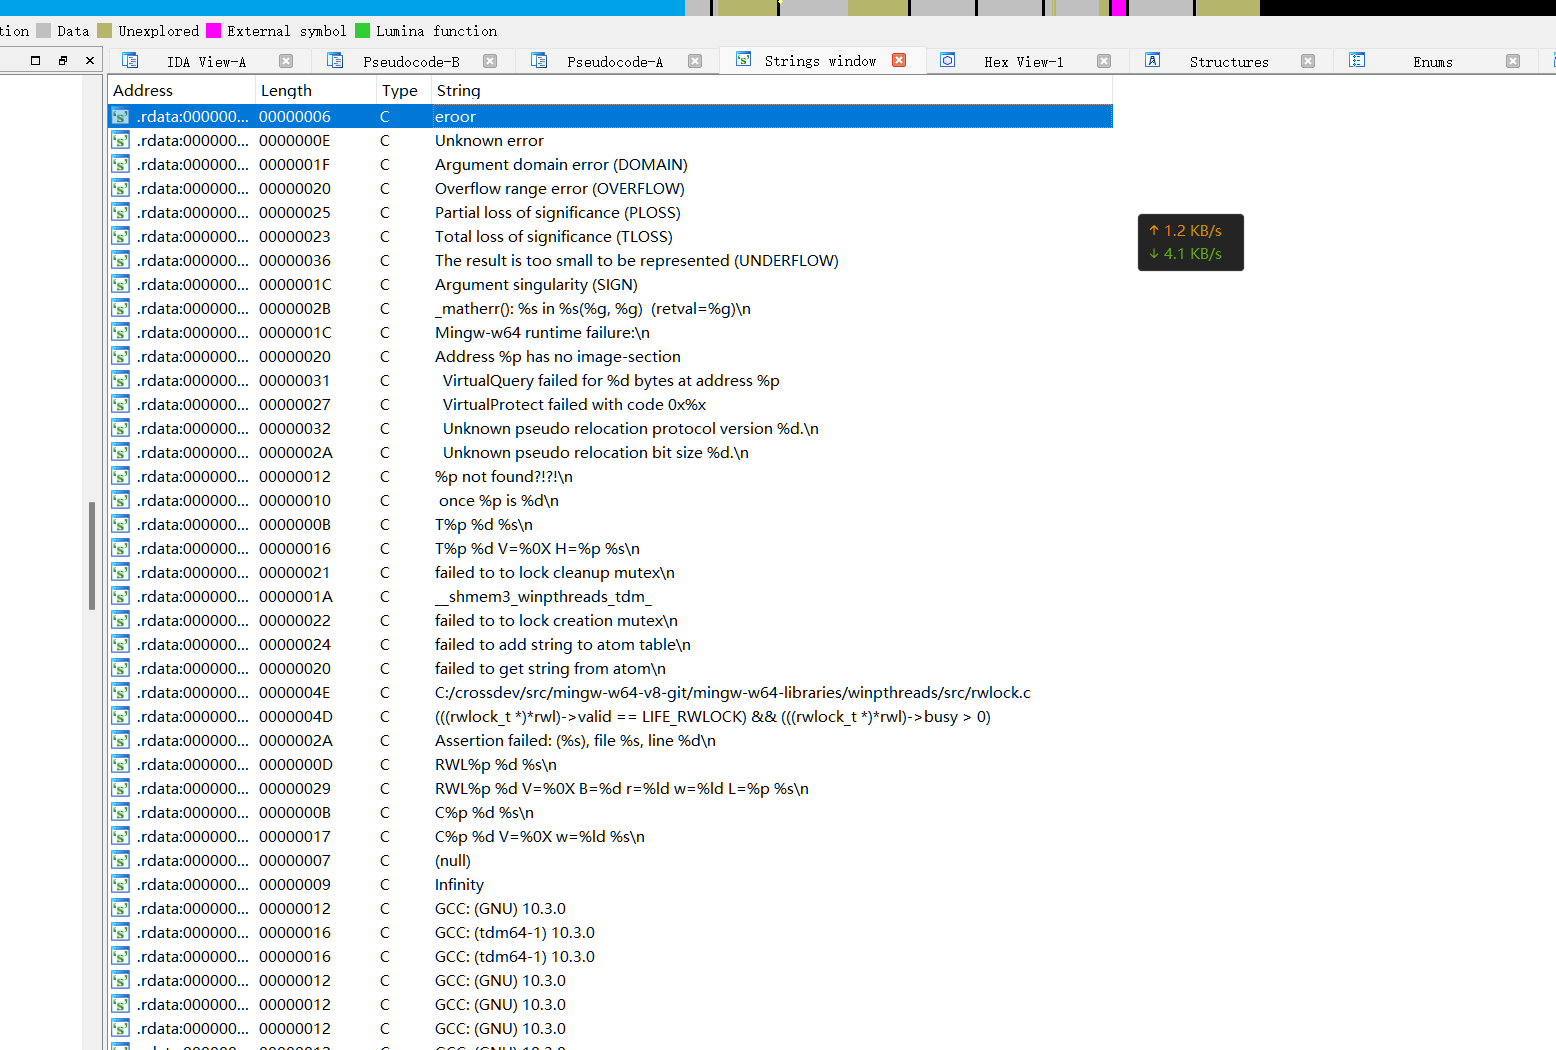 tion Data Unexplored External symbol Lumina function
IDA View-A Pseudocode-B Pseudocode-A Strings window Hex View-1 Structures Enums
Address Length Type String
.rdata:000000... 00000006 C eroor
.rdata:000000... 0000000E C Unknown error
.rdata:000000... 0000001F C Argument domain error (DOMAIN)
.rdata:000000... 00000020 C Overflow range error (OVERFLOW)
.rdata:000000... 00000025 C Partial loss of significance (PLOSS)
.rdata:000000... 00000023 C Total loss of significance (TLOSS)
.rdata:000000... 00000036 C The result is too small to be represented (UNDERFLOW)
.rdata:000000... 0000001C C Argument singularity (SIGN)
.rdata:000000... 0000002B C _matherr(): %s in %s(%g, %g)  (retval=%g)\n
.rdata:000000... 0000001C C Mingw-w64 runtime failure:\n
.rdata:000000... 00000020 C Address %p has no image-section
.rdata:000000... 00000031 C   VirtualQuery failed for %d bytes at address %p
.rdata:000000... 00000027 C   VirtualProtect failed with code 0x%x
.rdata:000000... 00000032 C   Unknown pseudo relocation protocol version %d.\n
.rdata:000000... 0000002A C   Unknown pseudo relocation bit size %d.\n
.rdata:000000... 00000012 C %p not found?!?!\n
.rdata:000000... 00000010 C  once %p is %d\n
.rdata:000000... 0000000B C T%p %d %s\n
.rdata:000000... 00000016 C T%p %d V=%0X H=%p %s\n
.rdata:000000... 00000021 C failed to to lock cleanup mutex\n
.rdata:000000... 0000001A C __shmem3_winpthreads_tdm_
.rdata:000000... 00000022 C failed to to lock creation mutex\n
.rdata:000000... 00000024 C failed to add string to atom table\n
.rdata:000000... 00000020 C failed to get string from atom\n
.rdata:000000... 0000004E C C:/crossdev/src/mingw-w64-v8-git/mingw-w64-libraries/winpthreads/src/rwlock.c
.rdata:000000... 0000004D C (((rwlock_t *)*rwl)->valid == LIFE_RWLOCK) && (((rwlock_t *)*rwl)->busy > 0)
.rdata:000000... 0000002A C Assertion failed: (%s), file %s, line %d\n
.rdata:000000... 0000000D C RWL%p %d %s\n
.rdata:000000... 00000029 C RWL%p %d V=%0X B=%d r=%ld w=%ld L=%p %s\n
.rdata:000000... 0000000B C C%p %d %s\n
.rdata:000000... 00000017 C C%p %d V=%0X w=%ld %s\n
.rdata:000000... 00000007 C (null)
.rdata:000000... 00000009 C Infinity
.rdata:000000... 00000012 C GCC: (GNU) 10.3.0
.rdata:000000... 00000016 C GCC: (tdm64-1) 10.3.0
.rdata:000000... 00000016 C GCC: (tdm64-1) 10.3.0
.rdata:000000... 00000012 C GCC: (GNU) 10.3.0
.rdata:000000... 00000012 C GCC: (GNU) 10.3.0
.rdata:000000... 00000012 C GCC: (GNU) 10.3.0
↑ 1.2 KB/s
↓ 4.1 KB/s